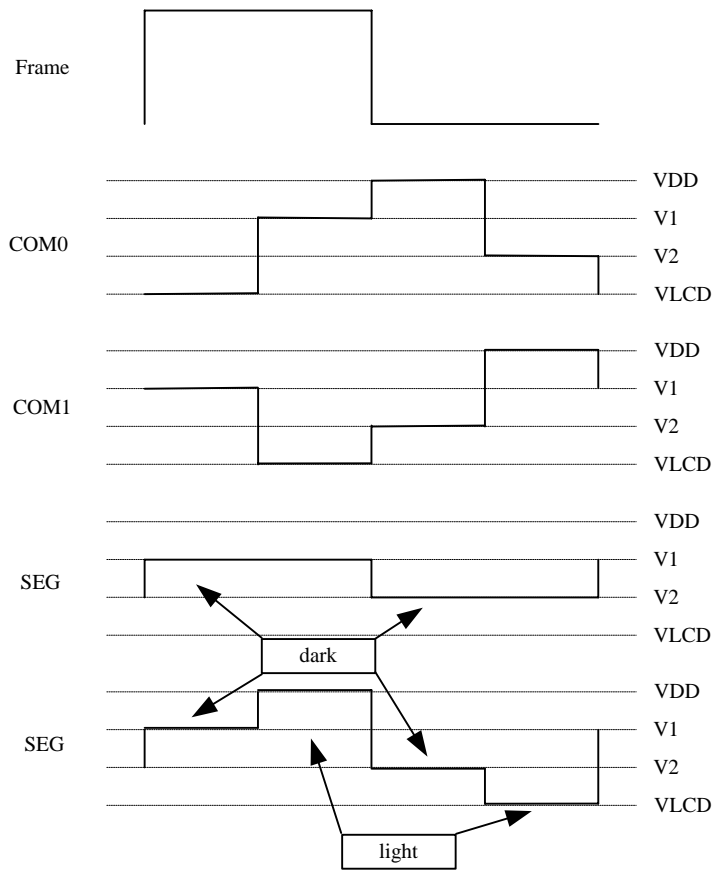 Frame
VDD
V1
COM0
V2
VLCD
VDD
V1
COM1
V2
VLCD
VDD
V1
SEG
V2
VLCD
dark
VDD
V1
SEG
V2
VLCD
light